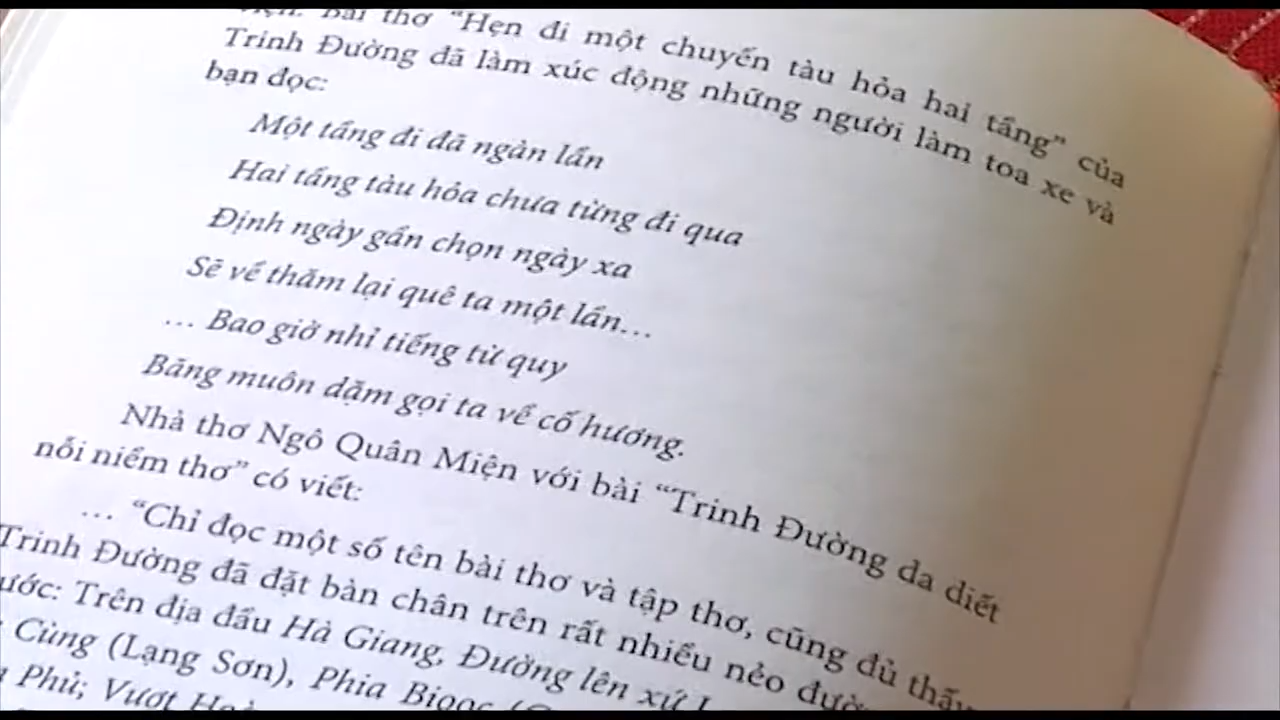 Bài thơ “Hẹn đi một chuyến tàu hỏa hai tầng” của
Trinh Đường đã làm xúc động những người làm toa xe và
bạn đọc:
Một tầng đi đã ngàn lần
Hai tầng tàu hỏa chưa từng đi qua
Định ngày gần chọn ngày xa
Sẽ về thăm lại quê ta một lần...
... Bao giờ nhỉ tiếng từ quy
Băng muôn dặm gọi ta về cố hương.
Nhà thơ Ngô Quân Miện với bài “Trinh Đường da diết
nỗi niềm thơ” có viết:
... “Chỉ đọc một số tên bài thơ và tập thơ, cũng đủ thấy
Trinh Đường đã đặt bàn chân trên rất nhiều nẻo
Trên địa đầu Hà Giang, Đường lên xứ
Cùng (Lạng Sơn), Phia Biooc
Phủ; Vượt